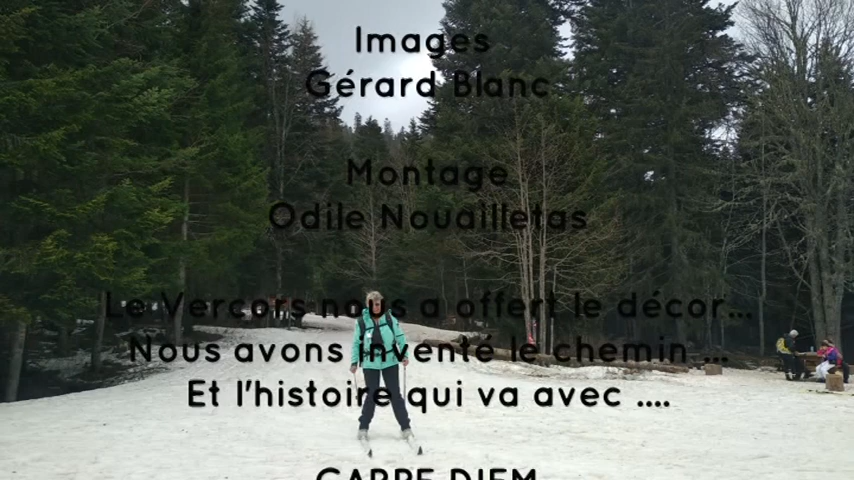 Images
Gérard Blanc
Montage
Odile Nouailletas
Le Vercors nous a offert le décor...
Nous avons inventé le chemin ...
Et l'histoire qui va avec ....
CARPE DIEM